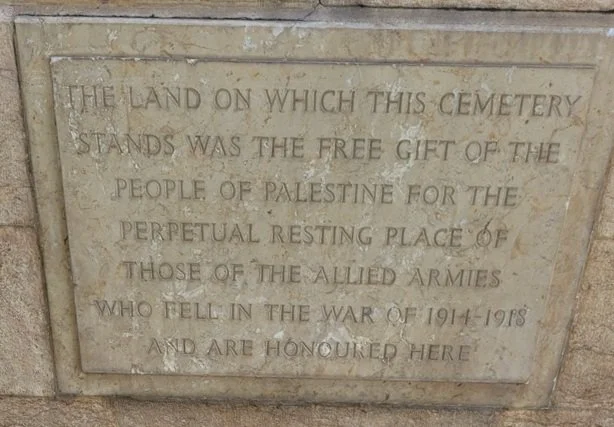 THE LAND ON WHICH THIS CEMETERY
STANDS WAS THE FREE GIFT OF THE
PEOPLE OF PALESTINE FOR THE
PERPETUAL RESTING PLACE OF
THOSE OF THE ALLIED ARMIES
WHO FELL IN THE WAR OF 1914-1918
AND ARE HONOURED HERE